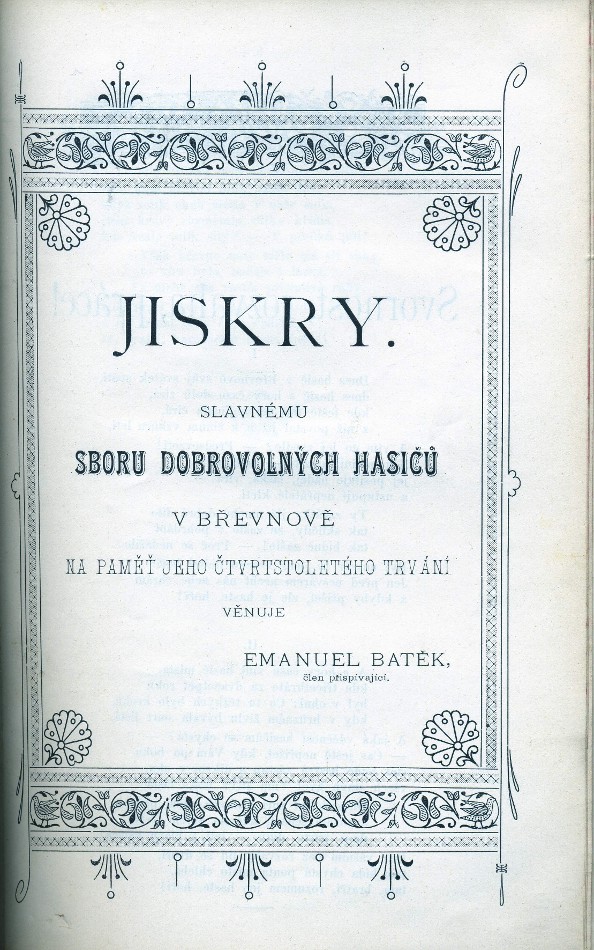 JISKRY.
SLAVNÉMU
SBORU DOBROVOLNÝCH HASIČŮ
V BŘEVNOVĚ
NA PAMĚŤ JEHO ČTVRTSTOLETÉHO TRVÁNÍ
VĚNUJE
EMANUEL BATĚK,
člen přispívající.